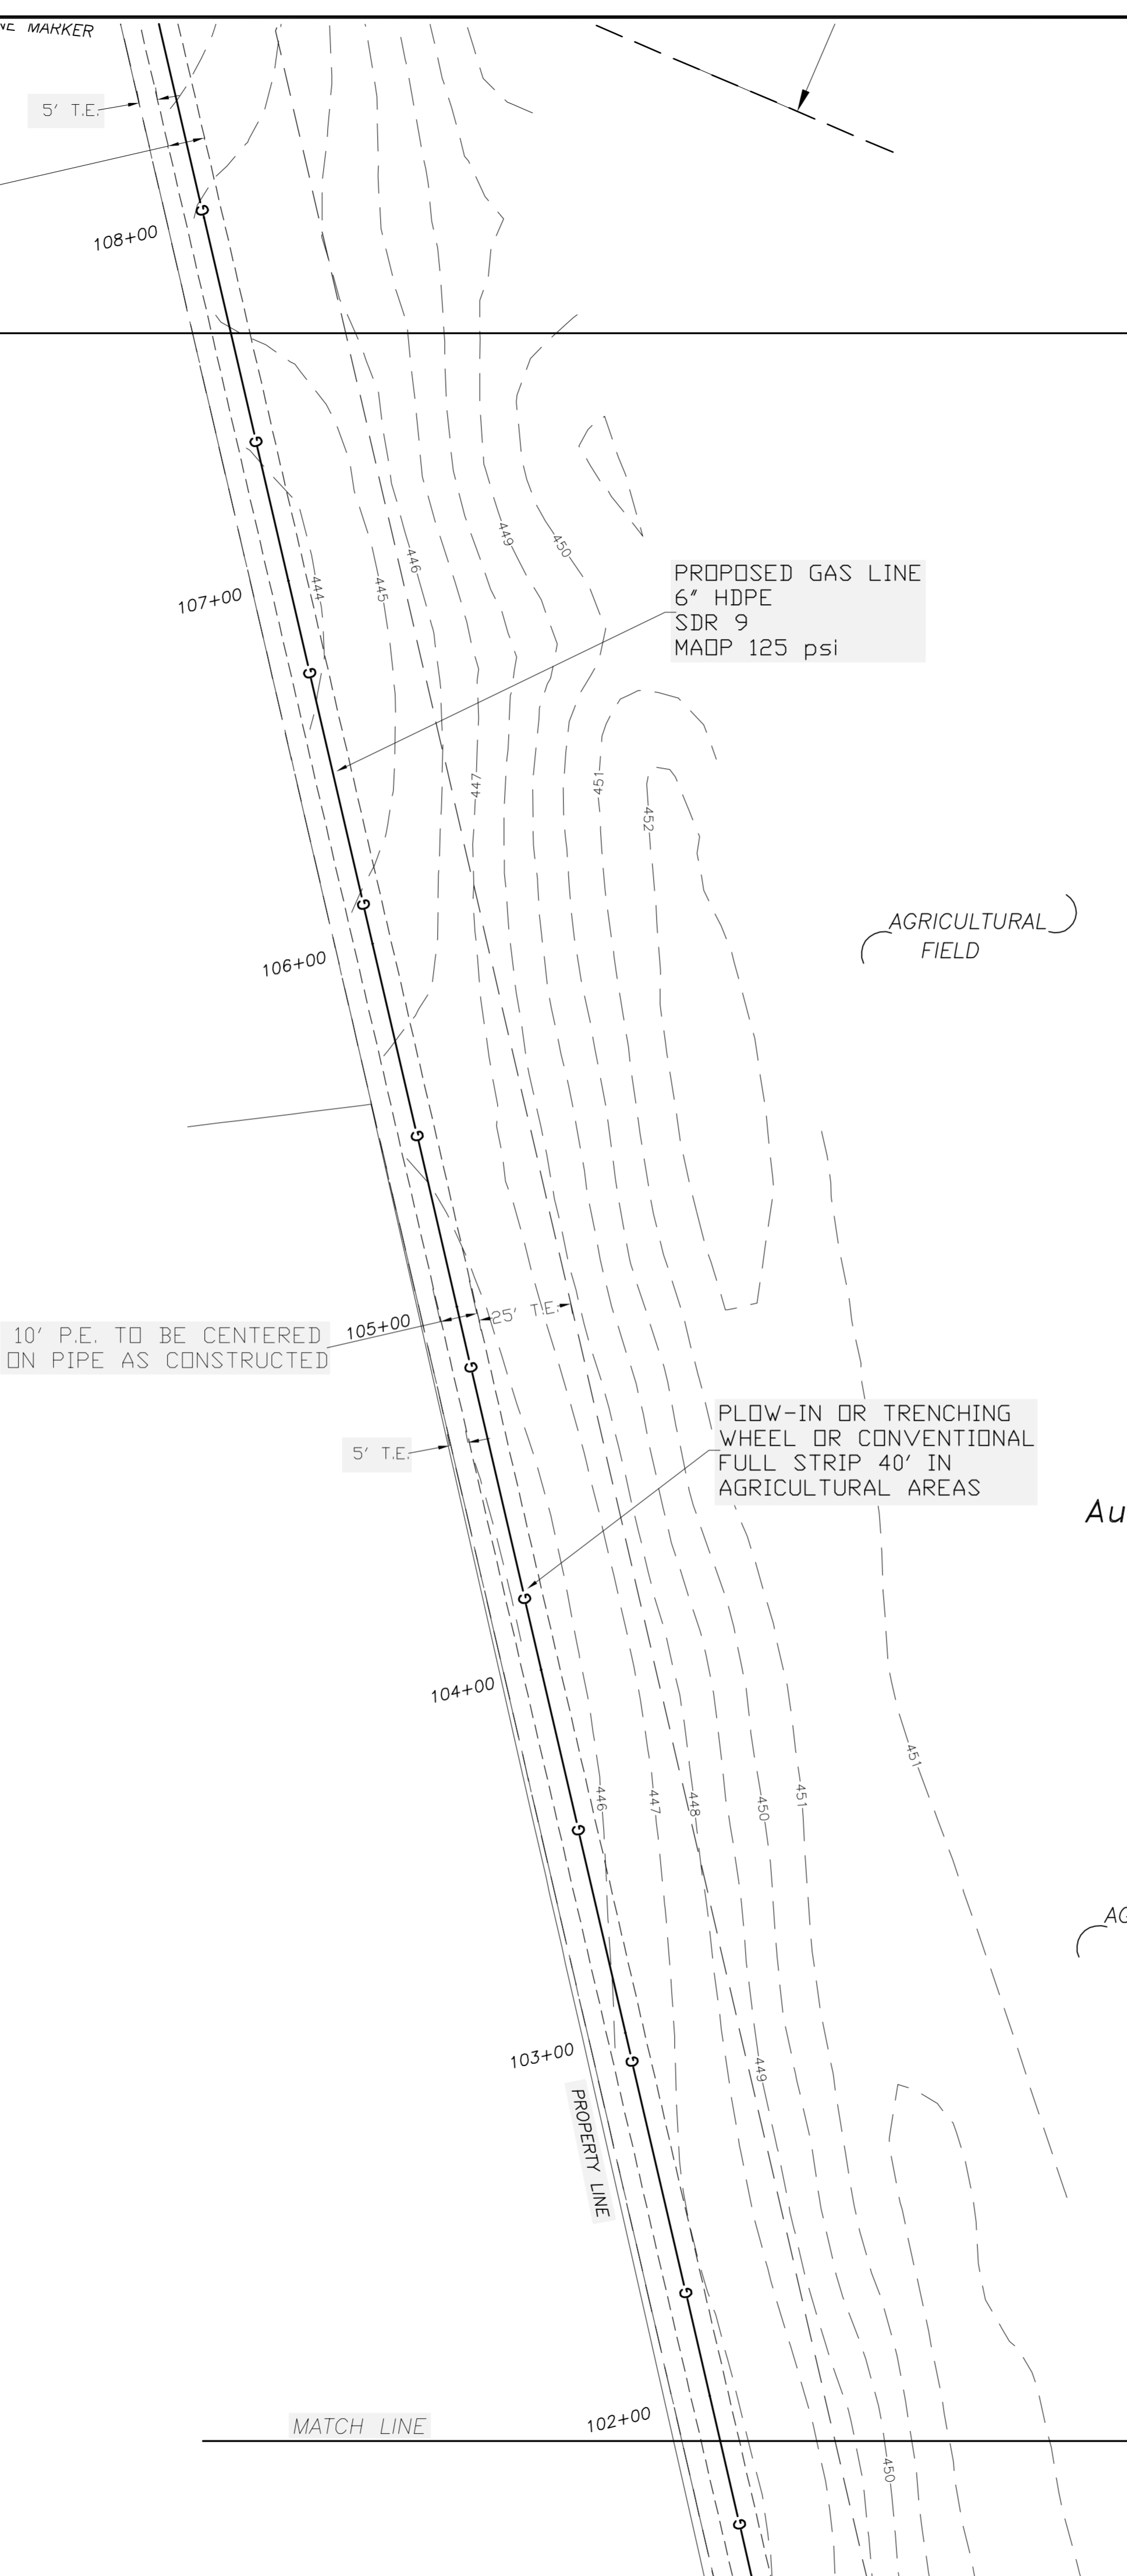 NE MARKER
5' T.E.
G
108+00
G
449
450
446
444
445
PROPOSED GAS LINE
6" HDPE
SDR 9
MAOP 125 psi
107+00
G
447
451
452
G
AGRICULTURAL
FIELD
106+00
G
25' T.E.
105+00
10' P.E. TO BE CENTERED
ON PIPE AS CONSTRUCTED
G
PLOW-IN OR TRENCHING
WHEEL OR CONVENTIONAL
FULL STRIP 40' IN
AGRICULTURAL AREAS
5' T.E.
Au
G
104+00
451
446
447
448
450
451
G
AG
103+00
G
449
PROPERTY LINE
G
102+00
MATCH LINE
450
G